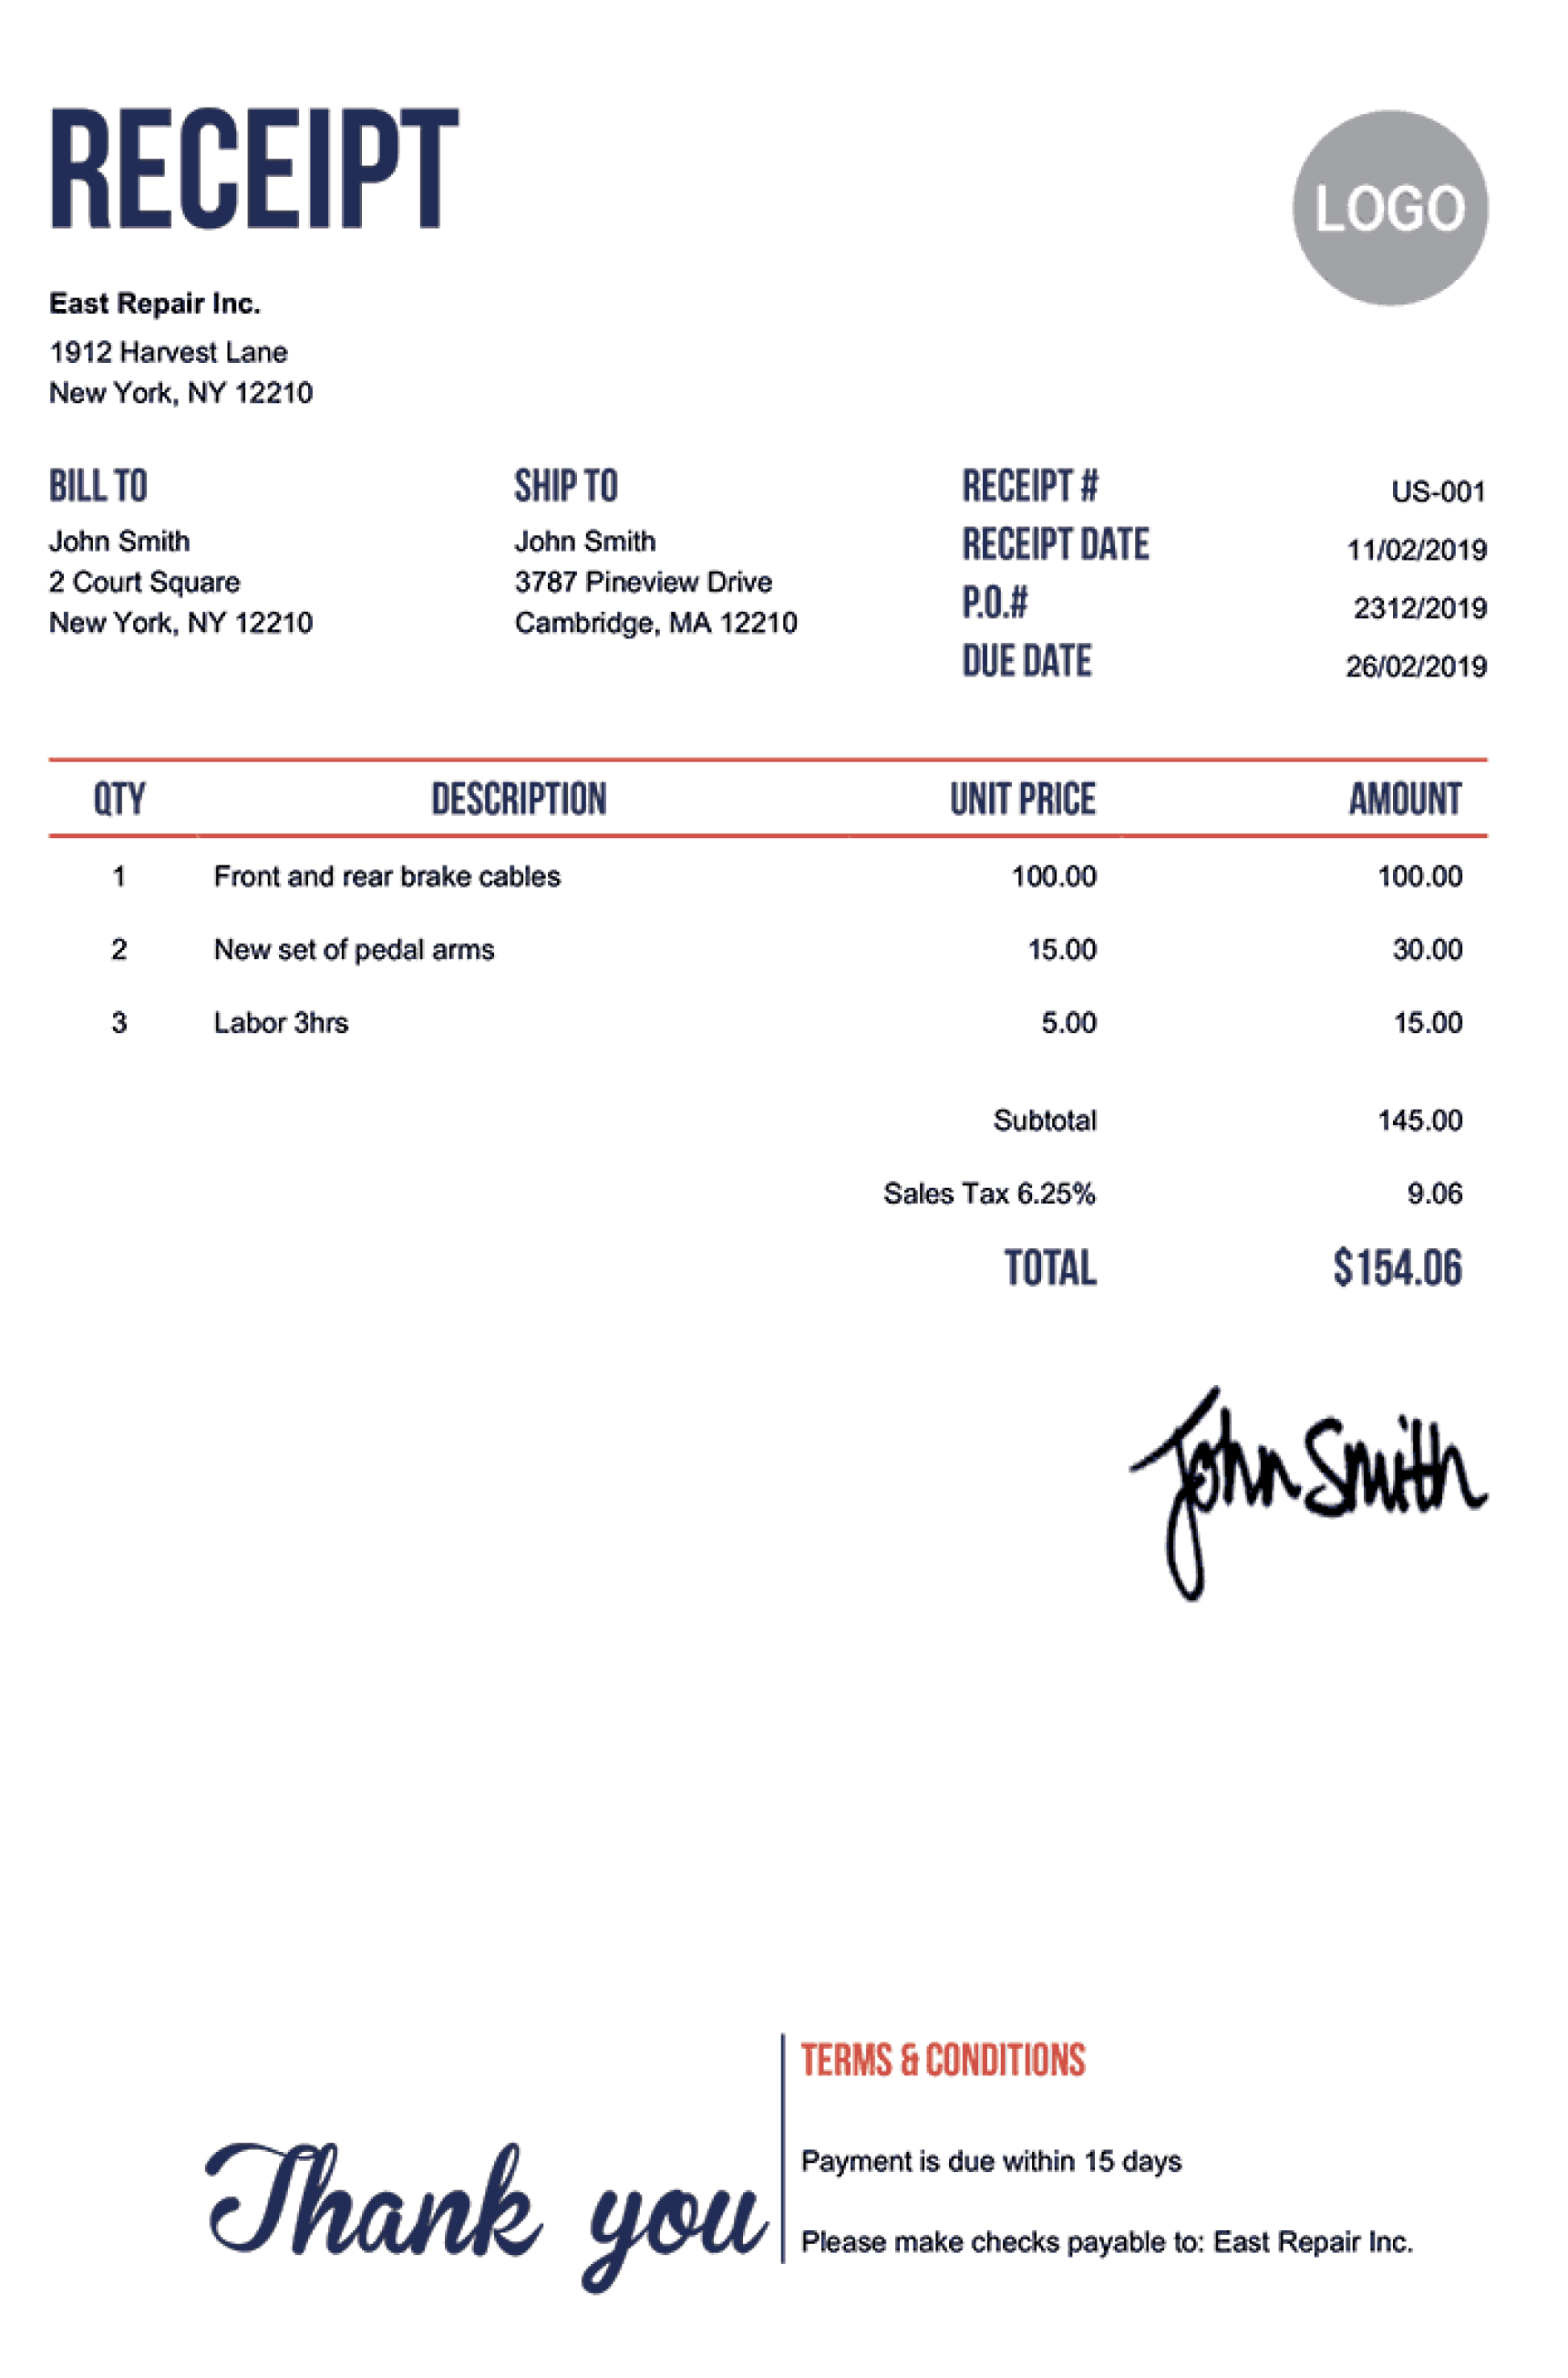 RECEIPT
LOGO
East Repair Inc.
1912 Harvest Lane
New York, NY 12210
BILL TO
John Smith
2 Court Square
New York, NY 12210
SHIP TO
John Smith
3787 Pineview Drive
Cambridge, MA 12210
RECEIPT # US-001
RECEIPT DATE 11/02/2019
P.O.# 2312/2019
DUE DATE 26/02/2019
QTY DESCRIPTION UNIT PRICE AMOUNT
1 Front and rear brake cables 100.00 100.00
2 New set of pedal arms 15.00 30.00
3 Labor 3hrs 5.00 15.00
Subtotal 145.00
Sales Tax 6.25% 9.06
TOTAL $154.06
John Smith
Thank you
TERMS & CONDITIONS
Payment is due within 15 days
Please make checks payable to: East Repair Inc.